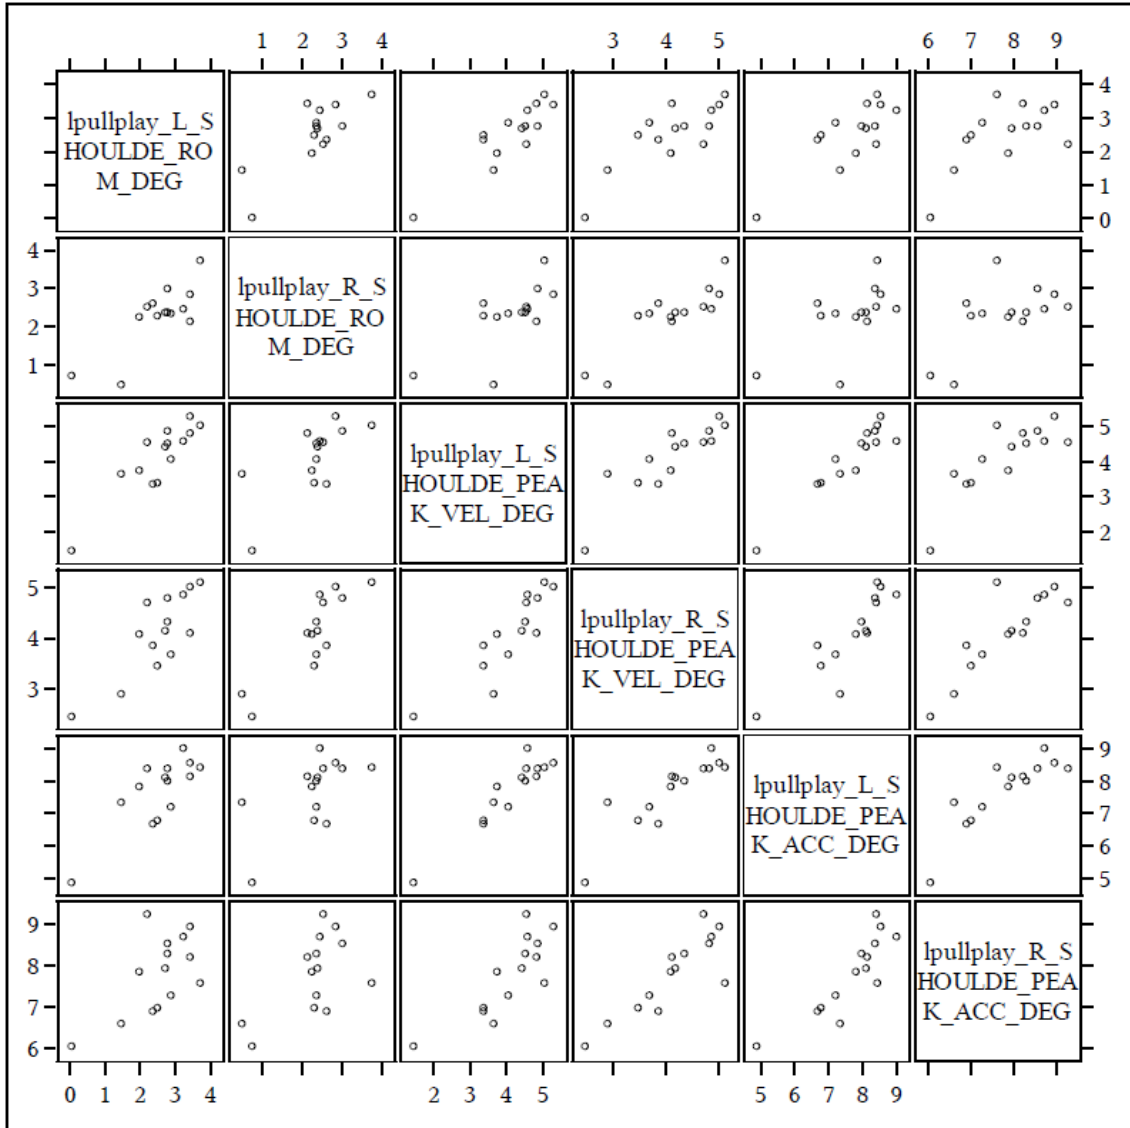 1 2 3 4 3 4 5 6 7 8 9
lpullplay_L_S
HOULDE_RO
M_DEG
4
3
2
1
0
4
3
2
1
lpullplay_R_S
HOULDE_RO
M_DEG
lpullplay_L_S
HOULDE_PEA
K_VEL_DEG
5
4
3
2
5
4
3
lpullplay_R_S
HOULDE_PEA
K_VEL_DEG
lpullplay_L_S
HOULDE_PEA
K_ACC_DEG
9
8
7
6
5
9
8
7
6
lpullplay_R_S
HOULDE_PEA
K_ACC_DEG
0 1 2 3 4 2 3 4 5 5 6 7 8 9